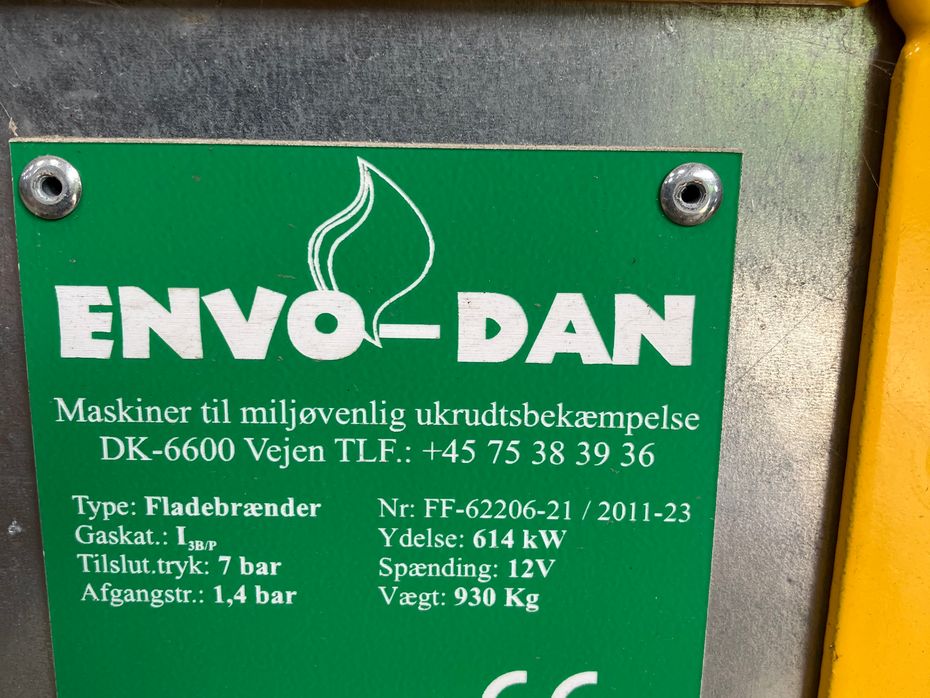 ENVO-DAN
Maskiner til miljøvenlig ukrudtsbekæmpelse
DK-6600 Vejen TLF.: +45 75 38 39 36
Type: Fladebrænder
Gaskat.: I3B/P
Tilslut.tryk: 7 bar
Afgangstr.: 1,4 bar
Nr: FF-62206-21 / 2011-23
Ydelse: 614 kW
Spænding: 12V
Vægt: 930 Kg